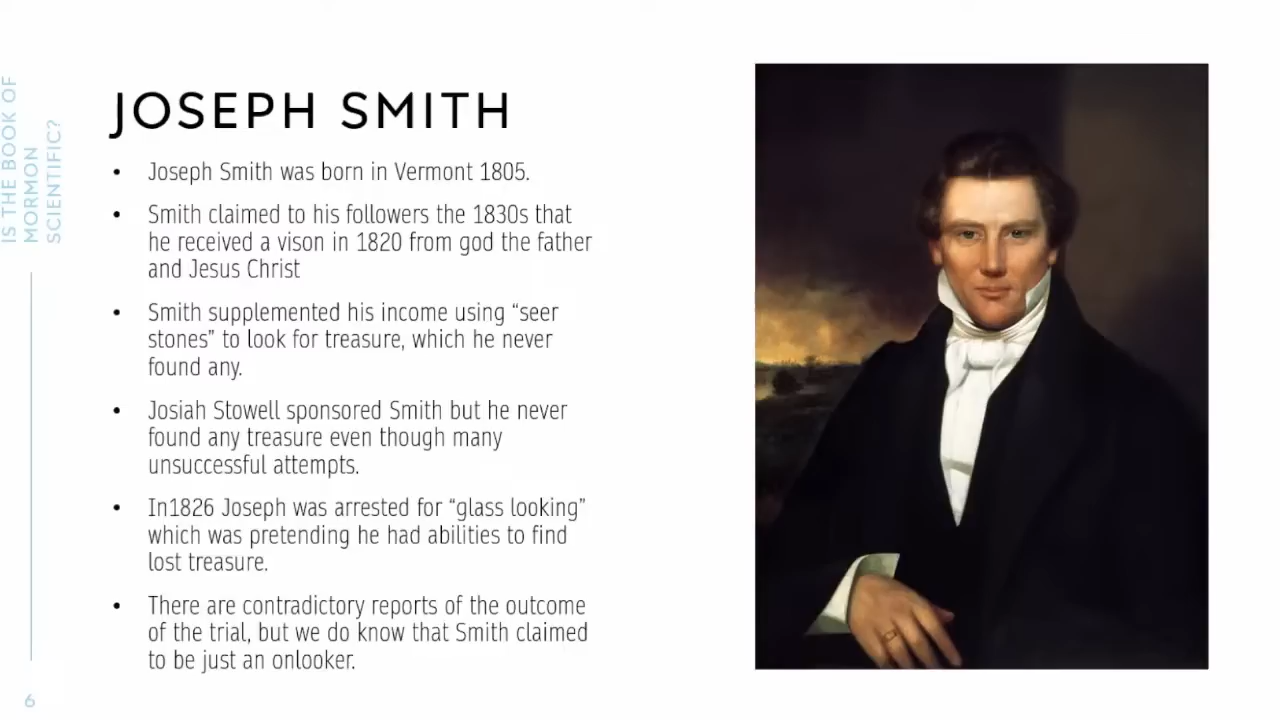 IS THE BOOK OF
MORMON
SCIENTIFIC?
JOSEPH SMITH
• Joseph Smith was born in Vermont 1805.
• Smith claimed to his followers the 1830s that
he received a vison in 1820 from god the father
and Jesus Christ
• Smith supplemented his income using “seer
stones” to look for treasure, which he never
found any.
• Josiah Stowell sponsored Smith but he never
found any treasure even though many
unsuccessful attempts.
• In1826 Joseph was arrested for “glass looking”
which was pretending he had abilities to find
lost treasure.
• There are contradictory reports of the outcome
of the trial, but we do know that Smith claimed
to be just an onlooker.
6